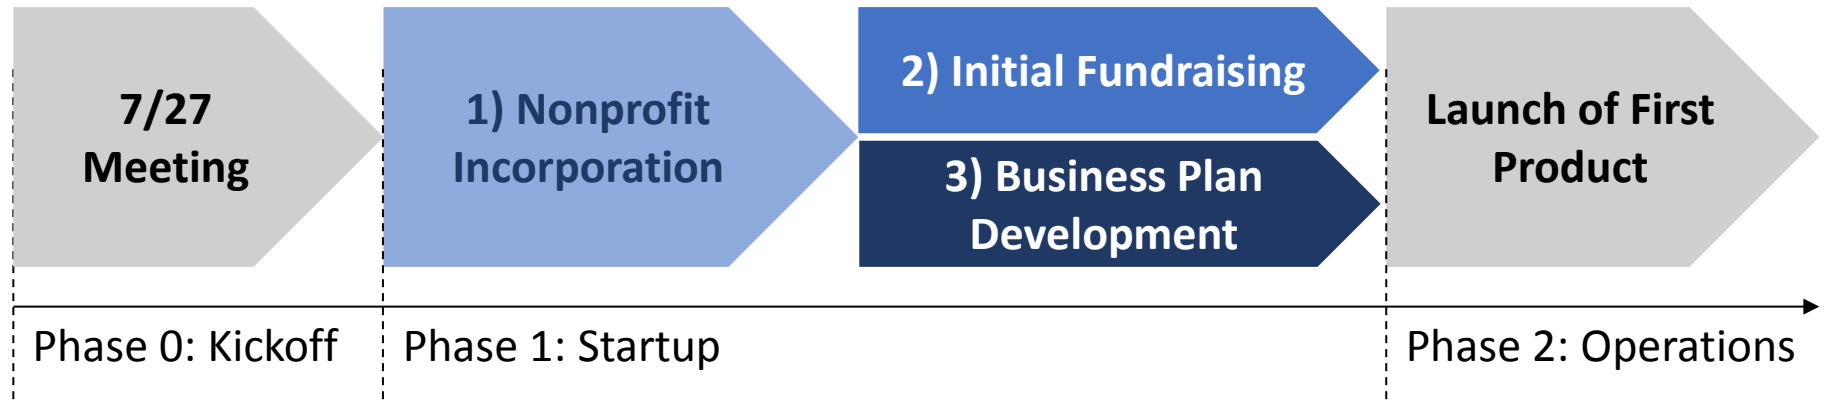 7/27
Meeting
1) Nonprofit
Incorporation
2) Initial Fundraising
3) Business Plan
Development
Launch of First
Product
Phase 0: Kickoff
Phase 1: Startup
Phase 2: Operations